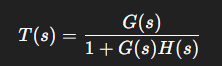 T(s) = G(s) / (1 + G(s)H(s))